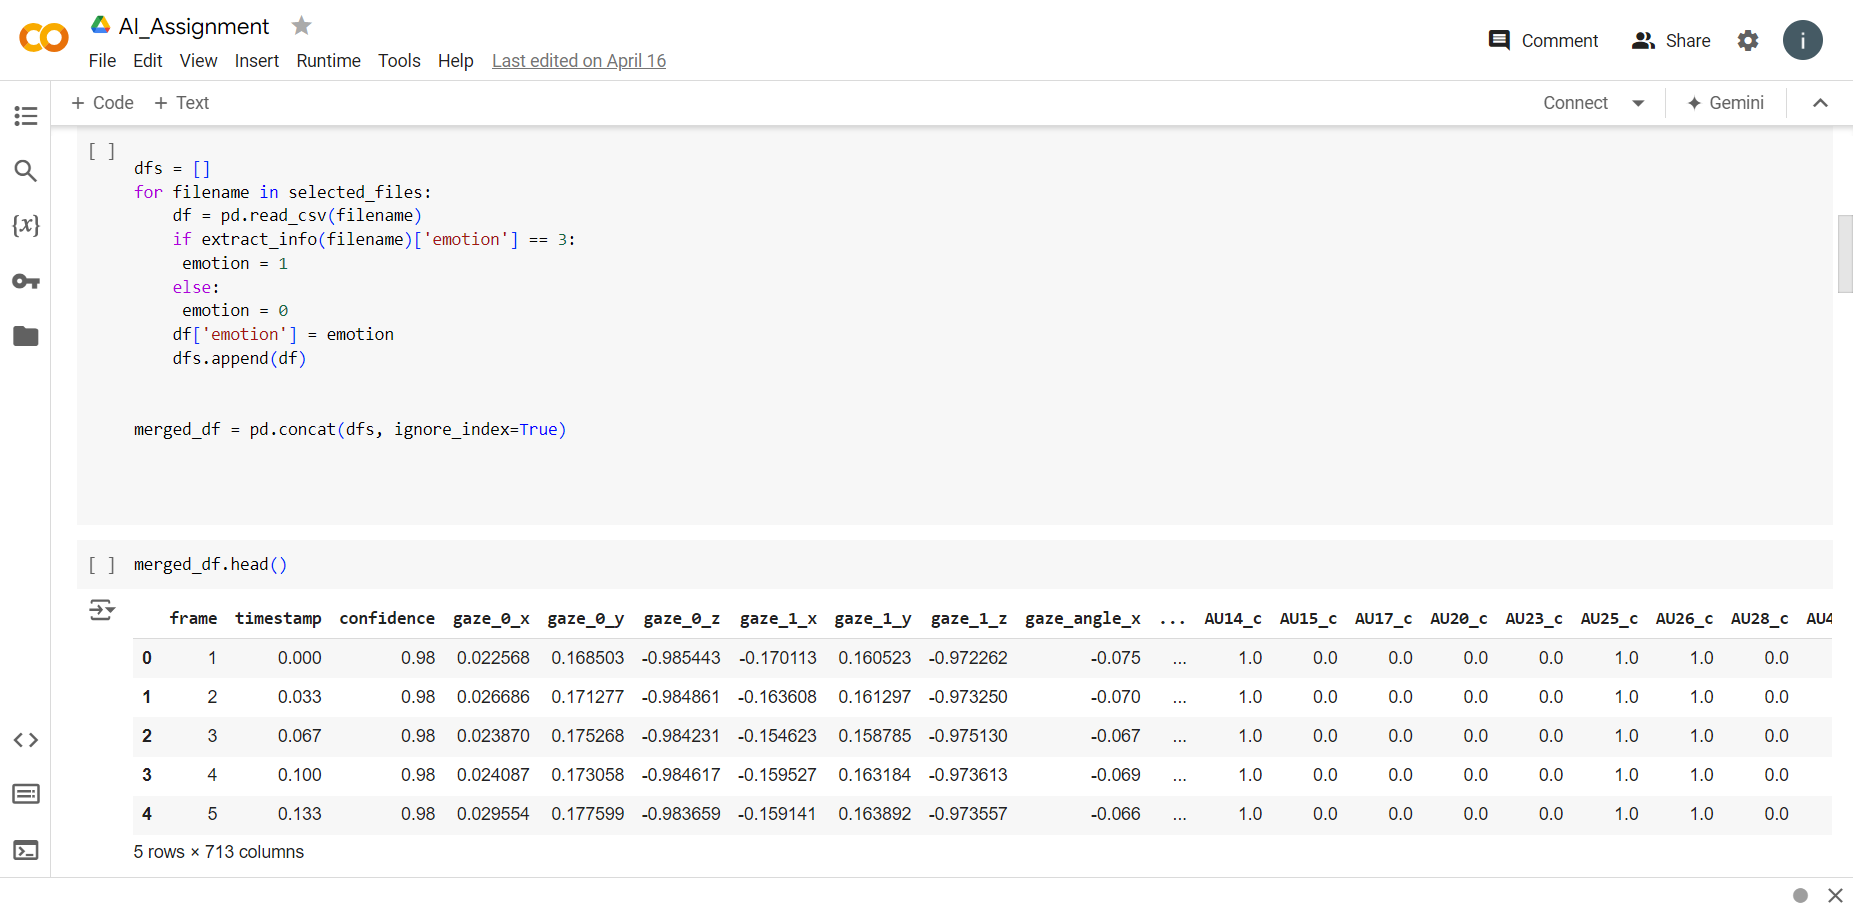 AI_Assignment
File Edit View Insert Runtime Tools Help Last edited on April 16
Comment Share i
+ Code + Text Connect Gemini
[ ]
dfs = []
for filename in selected_files:
    df = pd.read_csv(filename)
    if extract_info(filename)['emotion'] == 3:
     emotion = 1
    else:
     emotion = 0
    df['emotion'] = emotion
    dfs.append(df)
merged_df = pd.concat(dfs, ignore_index=True)
[ ] merged_df.head()
frame timestamp confidence gaze_0_x gaze_0_y gaze_0_z gaze_1_x gaze_1_y gaze_1_z gaze_angle_x ... AU14_c AU15_c AU17_c AU20_c AU23_c AU25_c AU26_c AU28_c AU4
0 1 0.000 0.98 0.022568 0.168503 -0.985443 -0.170113 0.160523 -0.972262 -0.075 ... 1.0 0.0 0.0 0.0 0.0 1.0 1.0 0.0
1 2 0.033 0.98 0.026686 0.171277 -0.984861 -0.163608 0.161297 -0.973250 -0.070 ... 1.0 0.0 0.0 0.0 0.0 1.0 1.0 0.0
2 3 0.067 0.98 0.023870 0.175268 -0.984231 -0.154623 0.158785 -0.975130 -0.067 ... 1.0 0.0 0.0 0.0 0.0 1.0 1.0 0.0
3 4 0.100 0.98 0.024087 0.173058 -0.984617 -0.159527 0.163184 -0.973613 -0.069 ... 1.0 0.0 0.0 0.0 0.0 1.0 1.0 0.0
4 5 0.133 0.98 0.029554 0.177599 -0.983659 -0.159141 0.163892 -0.973557 -0.066 ... 1.0 0.0 0.0 0.0 0.0 1.0 1.0 0.0
5 rows × 713 columns